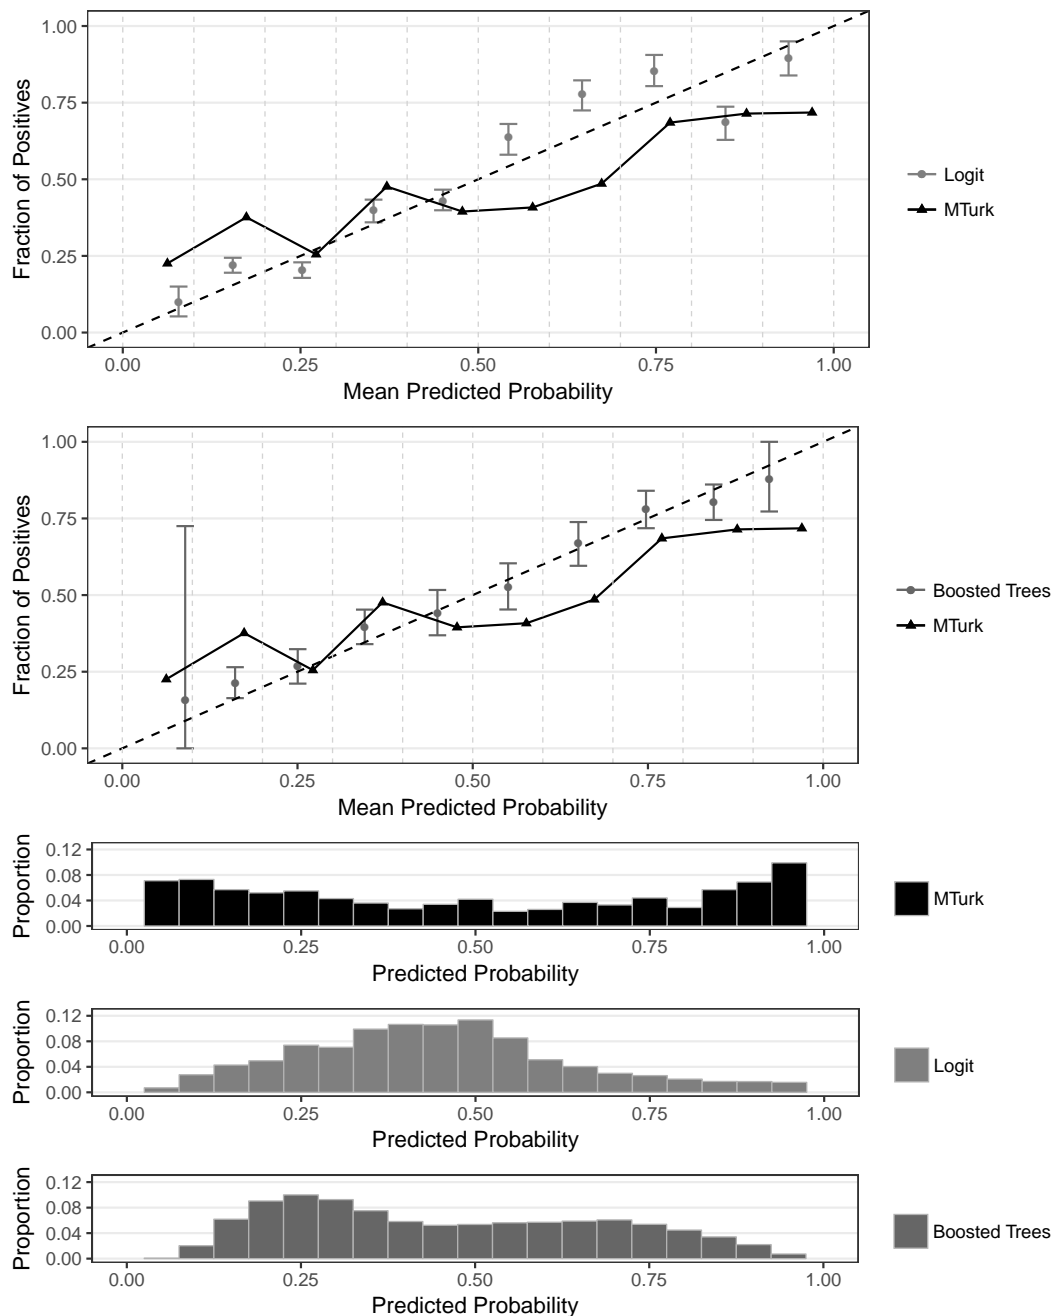 1.00
0.75
0.50
0.25
0.00
Fraction of Positives
0.00 0.25 0.50 0.75 1.00
Mean Predicted Probability
Logit
MTurk
1.00
0.75
0.50
0.25
0.00
Fraction of Positives
0.00 0.25 0.50 0.75 1.00
Mean Predicted Probability
Boosted Trees
MTurk
0.12
0.08
0.04
0.00
Proportion
0.00 0.25 0.50 0.75 1.00
Predicted Probability
MTurk
0.12
0.08
0.04
0.00
Proportion
0.00 0.25 0.50 0.75 1.00
Predicted Probability
Logit
0.12
0.08
0.04
0.00
Proportion
0.00 0.25 0.50 0.75 1.00
Predicted Probability
Boosted Trees